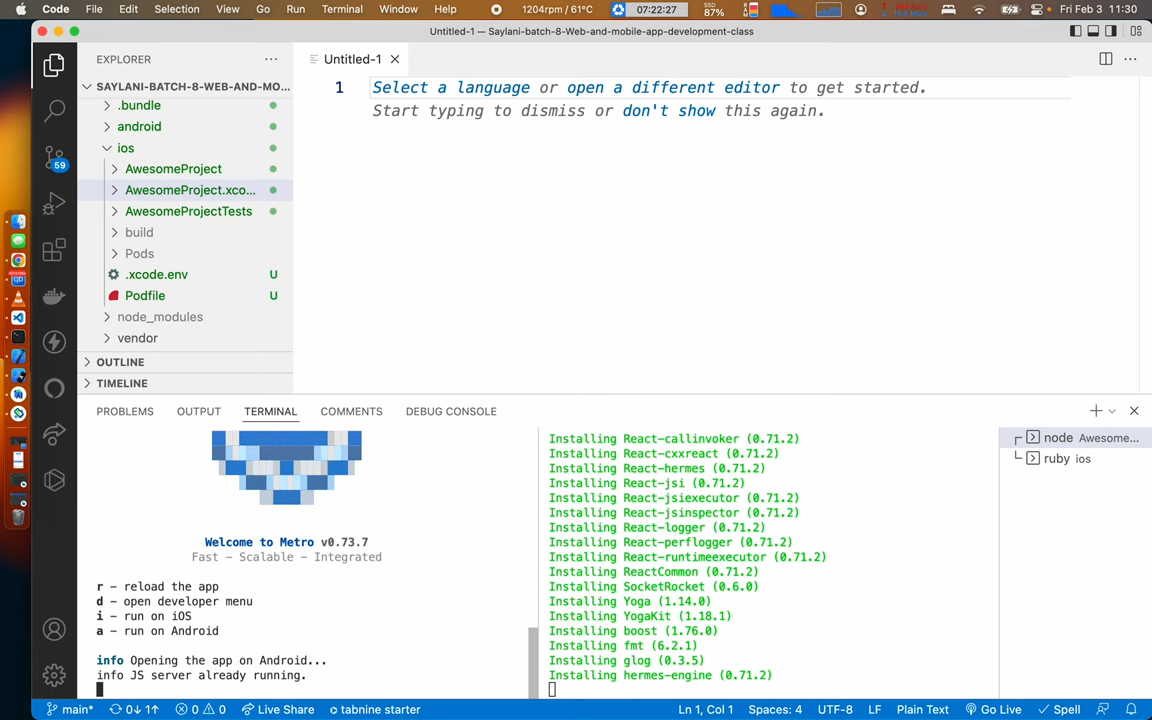 Code File Edit Selection View Go Run Terminal Window Help 1204rpm / 61°C 07:22:27 SSD 87% Fri Feb 3 11:30
Untitled-1 — Saylani-batch-8-Web-and-mobile-app-development-class
EXPLORER
SAYLANI-BATCH-8-WEB-AND-MO...
.bundle
android
ios
AwesomeProject
AwesomeProject.xco...
AwesomeProjectTests
build
Pods
.xcode.env U
Podfile U
node_modules
vendor
OUTLINE
TIMELINE
59
Untitled-1
1 Select a language or open a different editor to get started.
Start typing to dismiss or don't show this again.
PROBLEMS OUTPUT TERMINAL COMMENTS DEBUG CONSOLE
Welcome to Metro v0.73.7
Fast - Scalable - Integrated
r - reload the app
d - open developer menu
i - run on iOS
a - run on Android
info Opening the app on Android...
info JS server already running.
Installing React-callinvoker (0.71.2)
Installing React-cxxreact (0.71.2)
Installing React-hermes (0.71.2)
Installing React-jsi (0.71.2)
Installing React-jsiexecutor (0.71.2)
Installing React-jsinspector (0.71.2)
Installing React-logger (0.71.2)
Installing React-perflogger (0.71.2)
Installing React-runtimeexecutor (0.71.2)
Installing ReactCommon (0.71.2)
Installing SocketRocket (0.6.0)
Installing Yoga (1.14.0)
Installing YogaKit (1.18.1)
Installing boost (1.76.0)
Installing fmt (6.2.1)
Installing glog (0.3.5)
Installing hermes-engine (0.71.2)
node Awesome...
ruby ios
main* 0↓ 1↑ 0 0 Live Share tabnine starter Ln 1, Col 1 Spaces: 4 UTF-8 LF Plain Text Go Live Spell